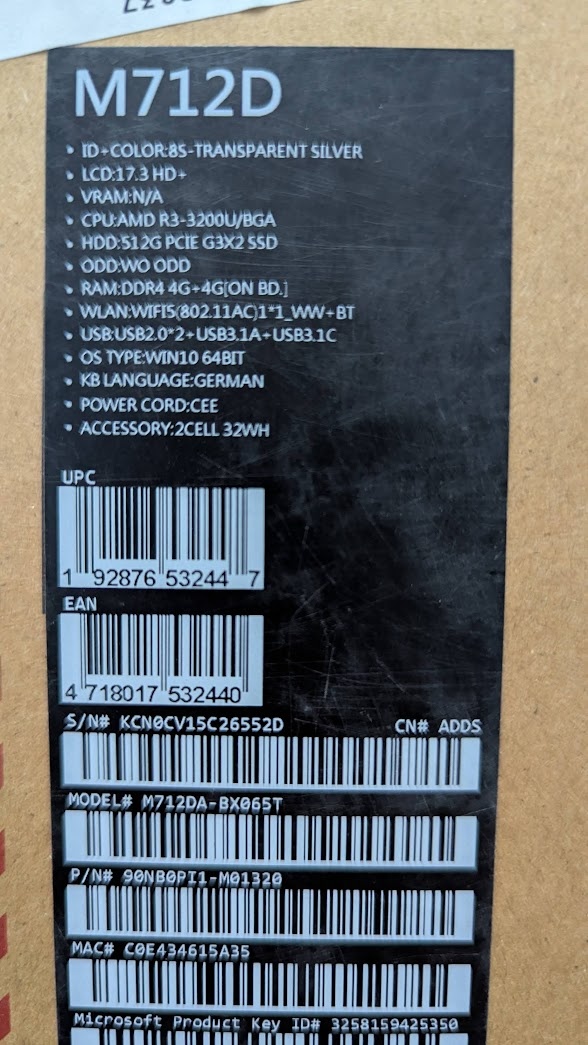 M712D
• ID+COLOR:8S-TRANSPARENT SILVER
• LCD:17.3 HD+
• VRAM:N/A
• CPU:AMD R3-3200U/BGA
• HDD:512G PCIE G3X2 SSD
• ODD:WO ODD
• RAM:DDR4 4G+4G[ON BD.]
• WLAN:WIFI5(802.11AC)1*1_WW+BT
• USB:USB2.0*2+USB3.1A+USB3.1C
• OS TYPE:WIN10 64BIT
• KB LANGUAGE:GERMAN
• POWER CORD:CEE
• ACCESSORY:2CELL 32WH
UPC
1 92876 53244 7
EAN
4 718017 532440
S/N# KCN0CV15C26552D CN# ADDS
MODEL# M712DA-BX065T
P/N# 90NB0PI1-M01320
MAC# C0E434615A35
Microsoft Product Key ID# 3258159425350